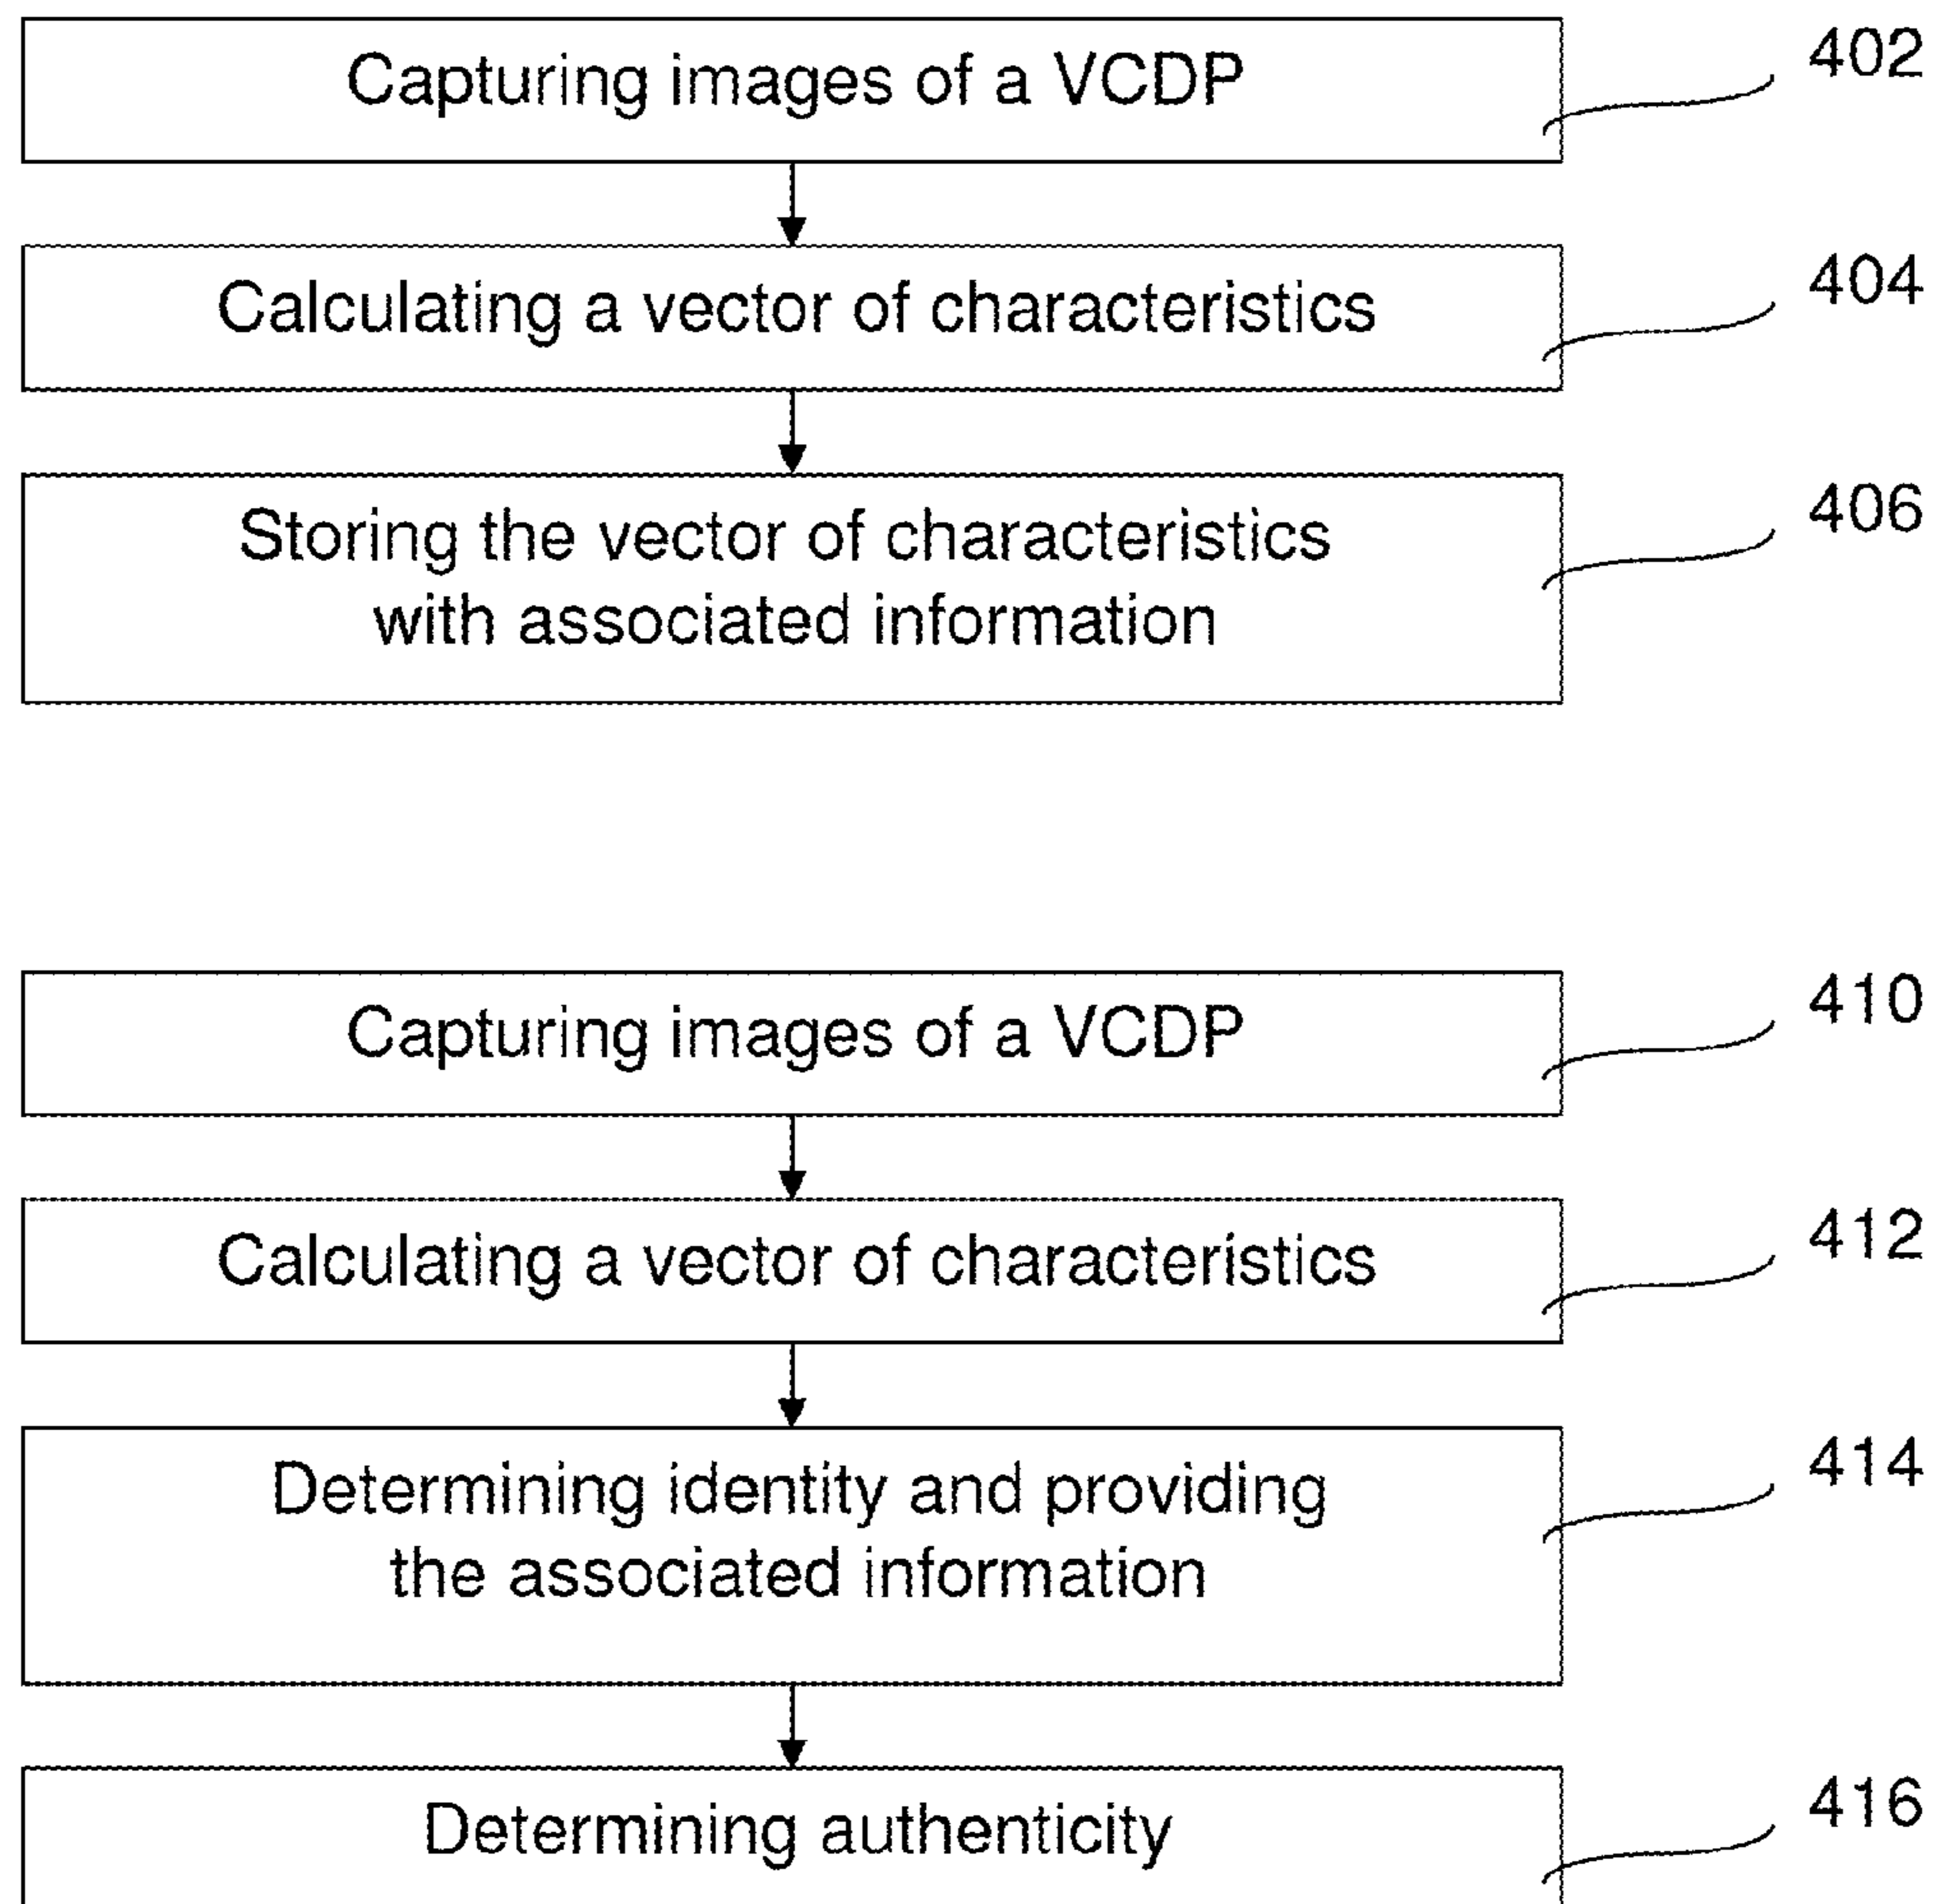 Capturing images of a VCDP
402
Calculating a vector of characteristics
404
Storing the vector of characteristics
with associated information
406
Capturing images of a VCDP
410
Calculating a vector of characteristics
412
Determining identity and providing
the associated information
414
Determining authenticity
416